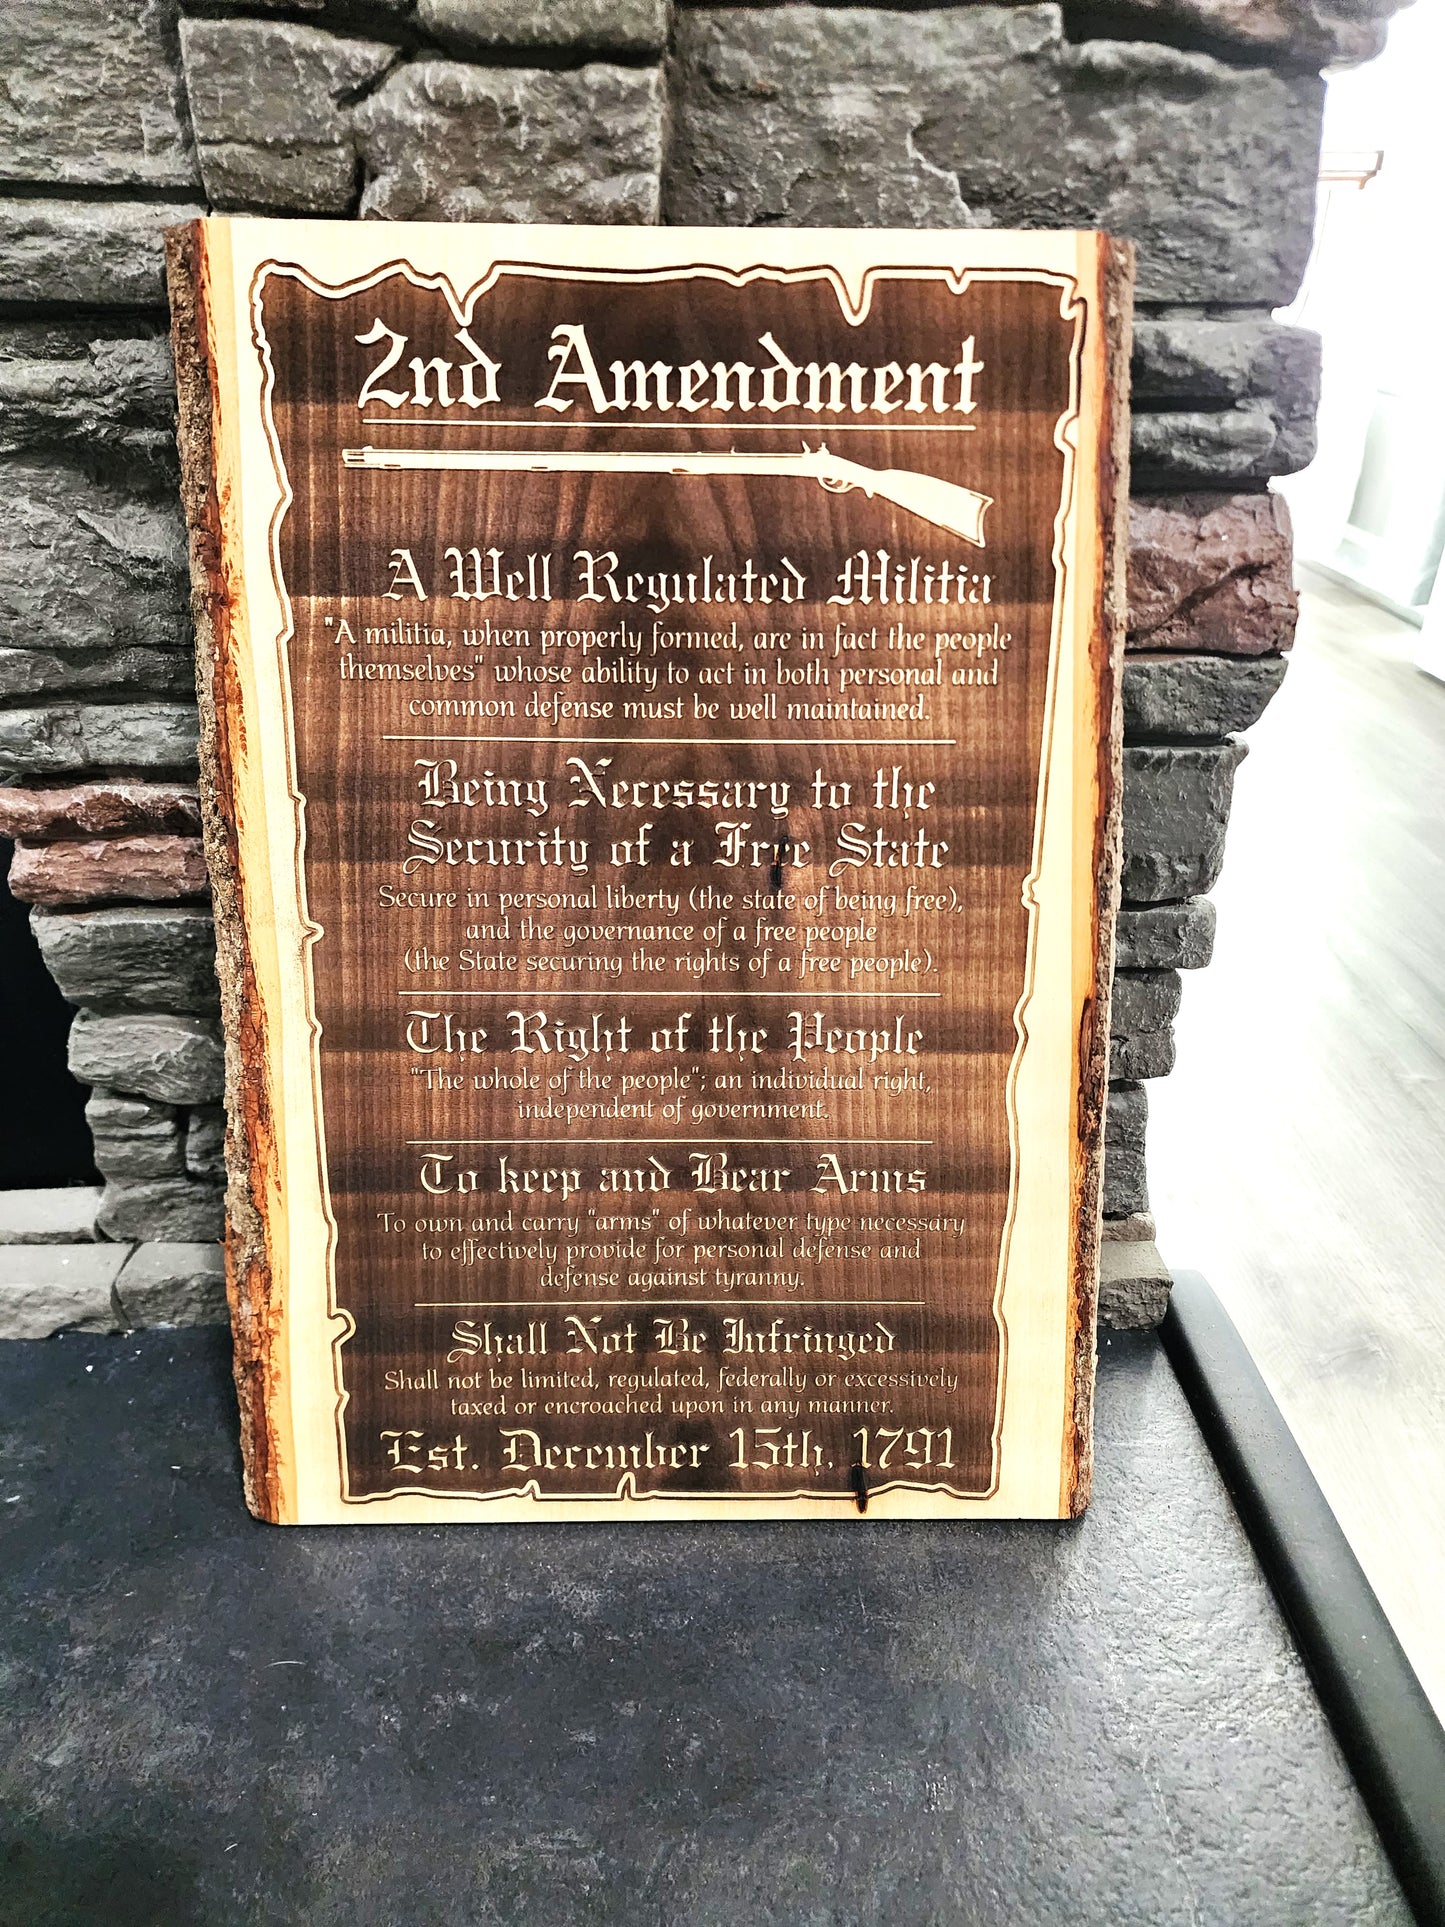 2nd Amendment
A Well Regulated Militia
"A militia, when properly formed, are in fact the people
themselves" whose ability to act in both personal and
common defense must be well maintained.
Being Necessary to the
Security of a Free State
Secure in personal liberty (the state of being free),
and the governance of a free people
(the State securing the rights of a free people).
The Right of the People
"The whole of the people"; an individual right,
independent of government.
To keep and Bear Arms
To own and carry "arms" of whatever type necessary
to effectively provide for personal defense and
defense against tyranny.
Shall Not Be Infringed
Shall not be limited, regulated, federally or excessively
taxed or encroached upon in any manner.
Est. December 15th, 1791